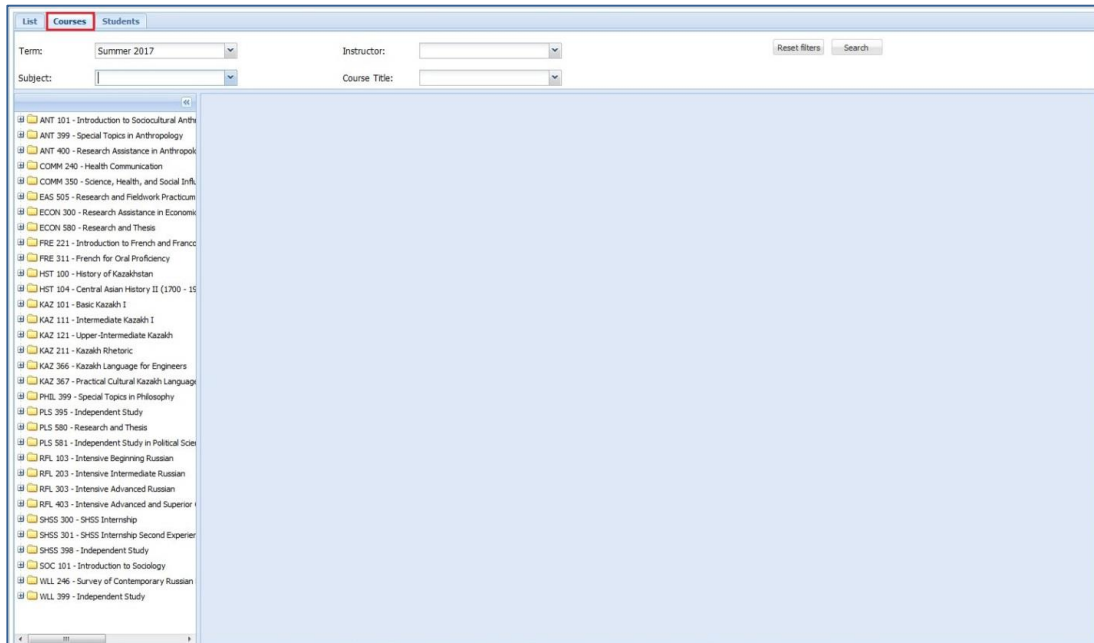 List Courses Students
Term: Summer 2017 Instructor: Reset filters Search
Subject: Course Title:
ANT 101 - Introduction to Sociocultural Anth
ANT 399 - Special Topics in Anthropology
ANT 400 - Research Assistance in Anthropol
COMM 240 - Health Communication
COMM 350 - Science, Health, and Social Infl
EAS 505 - Research and Fieldwork Practicum
ECON 300 - Research Assistance in Economi
ECON 580 - Research and Thesis
FRE 221 - Introduction to French and Franco
FRE 311 - French for Oral Proficiency
HST 100 - History of Kazakhstan
HST 104 - Central Asian History II (1700 - 19
KAZ 101 - Basic Kazakh I
KAZ 111 - Intermediate Kazakh I
KAZ 121 - Upper-Intermediate Kazakh
KAZ 211 - Kazakh Rhetoric
KAZ 366 - Kazakh Language for Engineers
KAZ 367 - Practical Cultural Kazakh Language
PHIL 399 - Special Topics in Philosophy
PLS 395 - Independent Study
PLS 580 - Research and Thesis
PLS 581 - Independent Study in Political Scie
RFL 103 - Intensive Beginning Russian
RFL 203 - Intensive Intermediate Russian
RFL 303 - Intensive Advanced Russian
RFL 403 - Intensive Advanced and Superior
SHSS 300 - SHSS Internship
SHSS 301 - SHSS Internship Second Experier
SHSS 398 - Independent Study
SOC 101 - Introduction to Sociology
WLL 246 - Survey of Contemporary Russian
WLL 399 - Independent Study